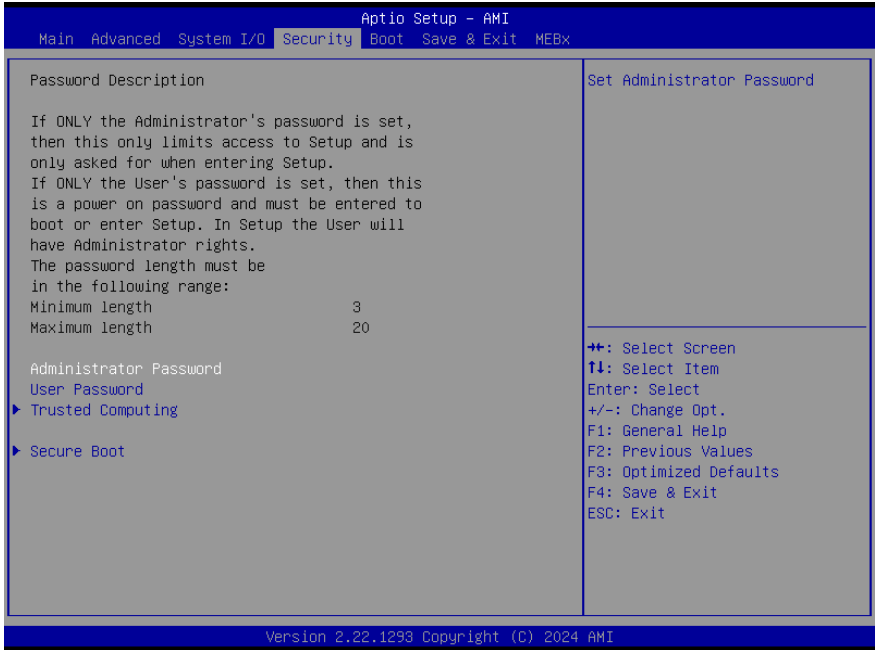 Aptio Setup – AMI
Main Advanced System I/O Security Boot Save & Exit MEBx
Password Description
If ONLY the Administrator's password is set,
then this only limits access to Setup and is
only asked for when entering Setup.
If ONLY the User's password is set, then this
is a power on password and must be entered to
boot or enter Setup. In Setup the User will
have Administrator rights.
The password length must be
in the following range:
Minimum length 3
Maximum length 20
Administrator Password
User Password
▶ Trusted Computing
▶ Secure Boot
Set Administrator Password
→←: Select Screen
↑↓: Select Item
Enter: Select
+/-: Change Opt.
F1: General Help
F2: Previous Values
F3: Optimized Defaults
F4: Save & Exit
ESC: Exit
Version 2.22.1293 Copyright (C) 2024 AMI